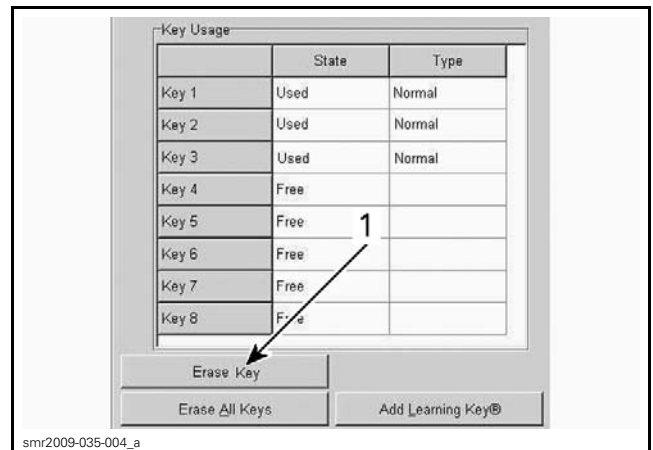 Key Usage
State Type
Key 1 Used Normal
Key 2 Used Normal
Key 3 Used Normal
Key 4 Free
Key 5 Free
1
Key 6 Free
Key 7 Free
Key 8 Free
Erase Key
Erase All Keys Add Learning Key®
smr2009-035-004_a